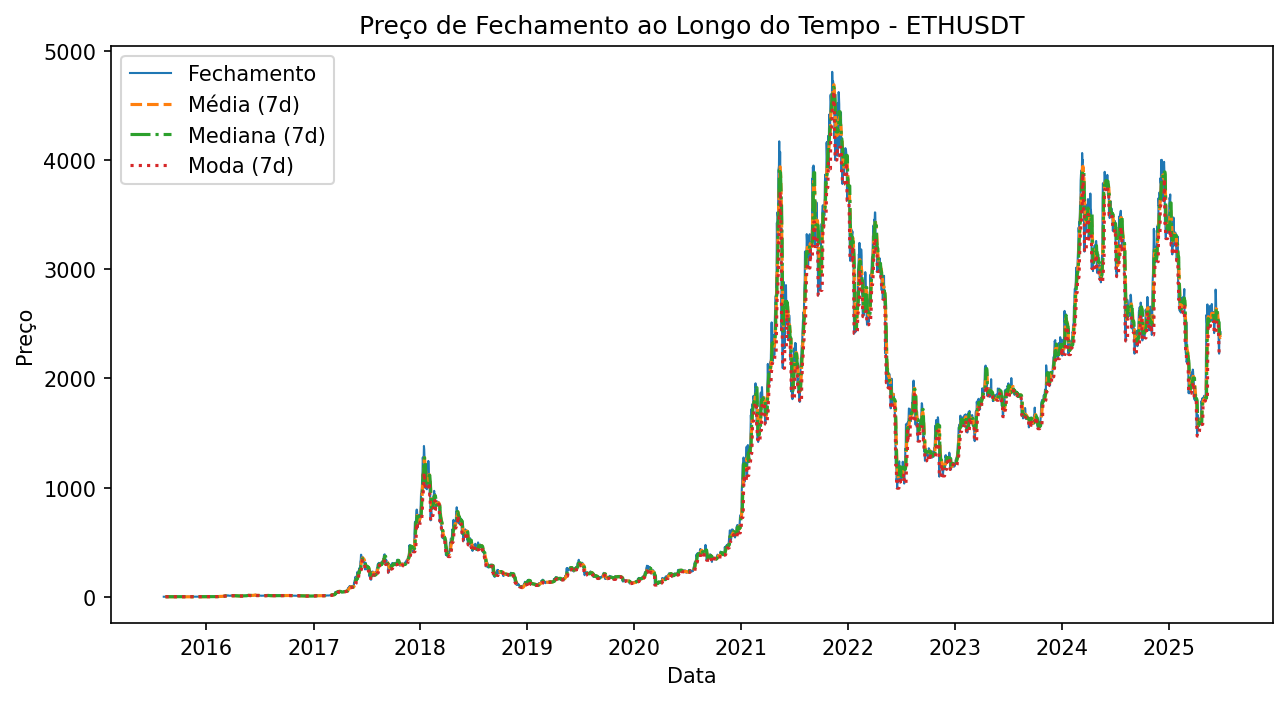 Preço de Fechamento ao Longo do Tempo - ETHUSDT
Fechamento
Média (7d)
Mediana (7d)
Moda (7d)
Preço
5000
4000
3000
2000
1000
0
2016
2017
2018
2019
2020
2021
2022
2023
2024
2025
Data